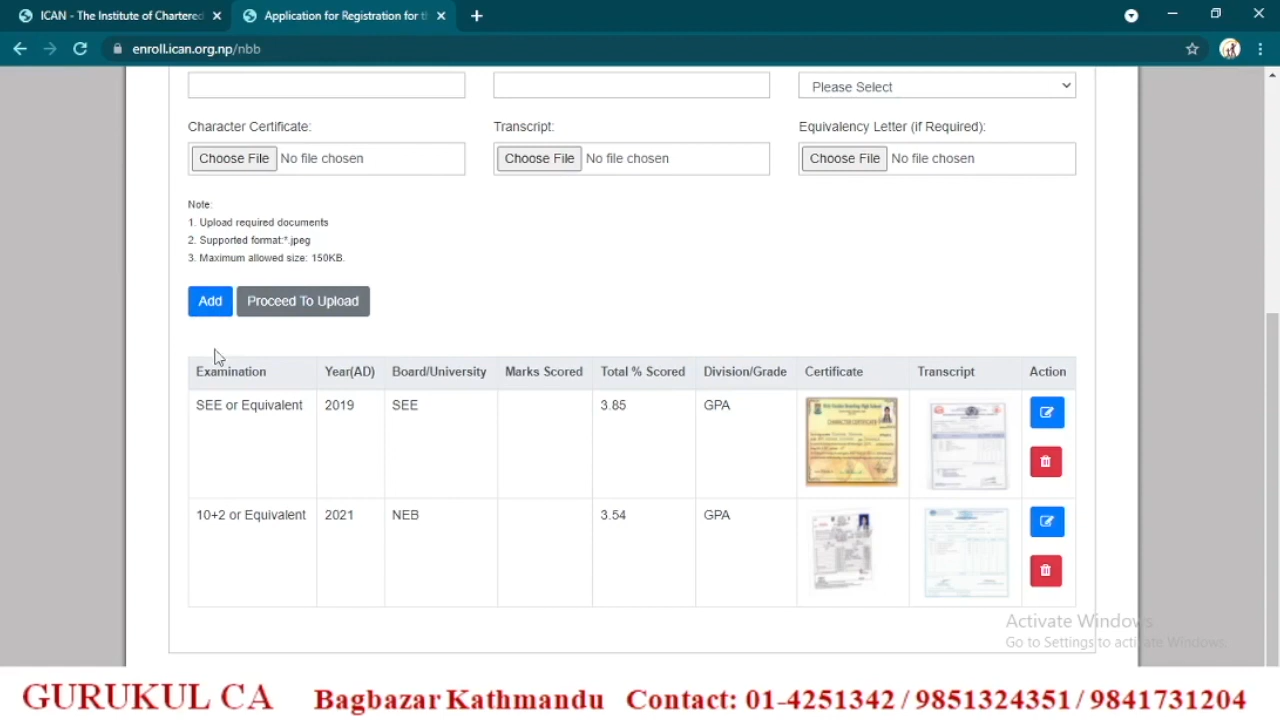 ICAN - The Institute of Chartered
Application for Registration for th
enroll.ican.org.np/nbb
Please Select
Character Certificate:
Transcript:
Equivalency Letter (if Required):
Choose File No file chosen
Choose File No file chosen
Choose File No file chosen
Note:
1. Upload required documents
2. Supported format:*.jpeg
3. Maximum allowed size: 150KB.
Add
Proceed To Upload
Examination Year(AD) Board/University Marks Scored Total % Scored Division/Grade Certificate Transcript Action
SEE or Equivalent 2019 SEE 3.85 GPA
CHARACTER CERTIFICATE
10+2 or Equivalent 2021 NEB 3.54 GPA
Activate Windows
Go to Settings to activate Windows.
GURUKUL CA Bagbazar Kathmandu Contact: 01-4251342 / 9851324351 / 9841731204